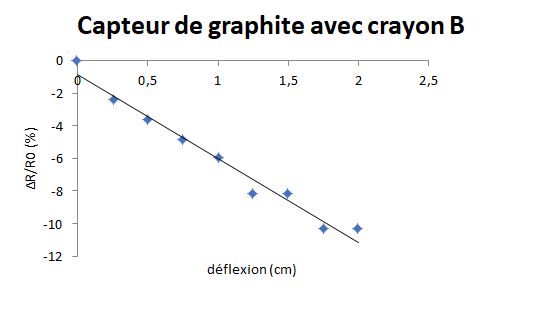 Capteur de graphite avec crayon B
0
0 0,5 1 1,5 2 2,5
-2
-4
-6
-8
-10
-12
ΔR/R0 (%)
déflexion (cm)